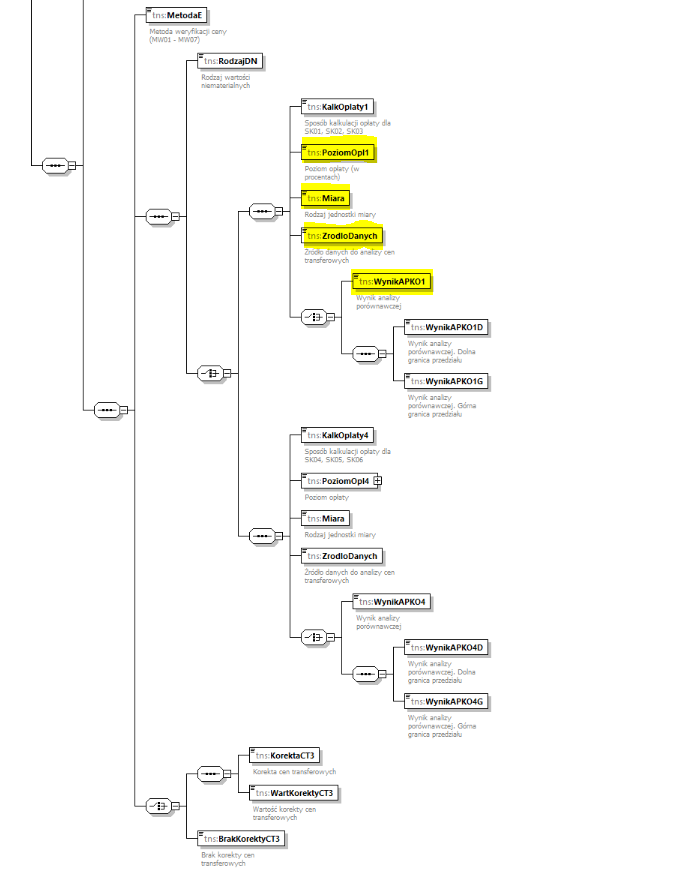 tns:MetodaE
Metoda weryfikacji ceny
(MW01 - MW07)
tns:RodzajDN
Rodzaj wartości
niematerialnych
tns:KalkOplaty1
Sposób kalkulacji opłaty dla
SK01, SK02, SK03
tns:PoziomOpl1
Poziom opłaty (w
procentach)
tns:Miara
Rodzaj jednostki miary
tns:ZrodloDanych
Źródło danych do analizy cen
transferowych
tns:WynikAPKO1
Wynik analizy
porównawczej
tns:WynikAPKO1D
Wynik analizy
porównawczej. Dolna
granica przedziału
tns:WynikAPKO1G
Wynik analizy
porównawczej. Górna
granica przedziału
tns:KalkOplaty4
Sposób kalkulacji opłaty dla
SK04, SK05, SK06
tns:PoziomOpl4
Poziom opłaty
tns:Miara
Rodzaj jednostki miary
tns:ZrodloDanych
Źródło danych do analizy cen
transferowych
tns:WynikAPKO4
Wynik analizy
porównawczej
tns:WynikAPKO4D
Wynik analizy
porównawczej. Dolna
granica przedziału
tns:WynikAPKO4G
Wynik analizy
porównawczej. Górna
granica przedziału
tns:KorektaCT3
Korekta cen transferowych
tns:WartKorektyCT3
Wartość korekty cen
transferowych
tns:BrakKorektyCT3
Brak korekty cen
transferowych